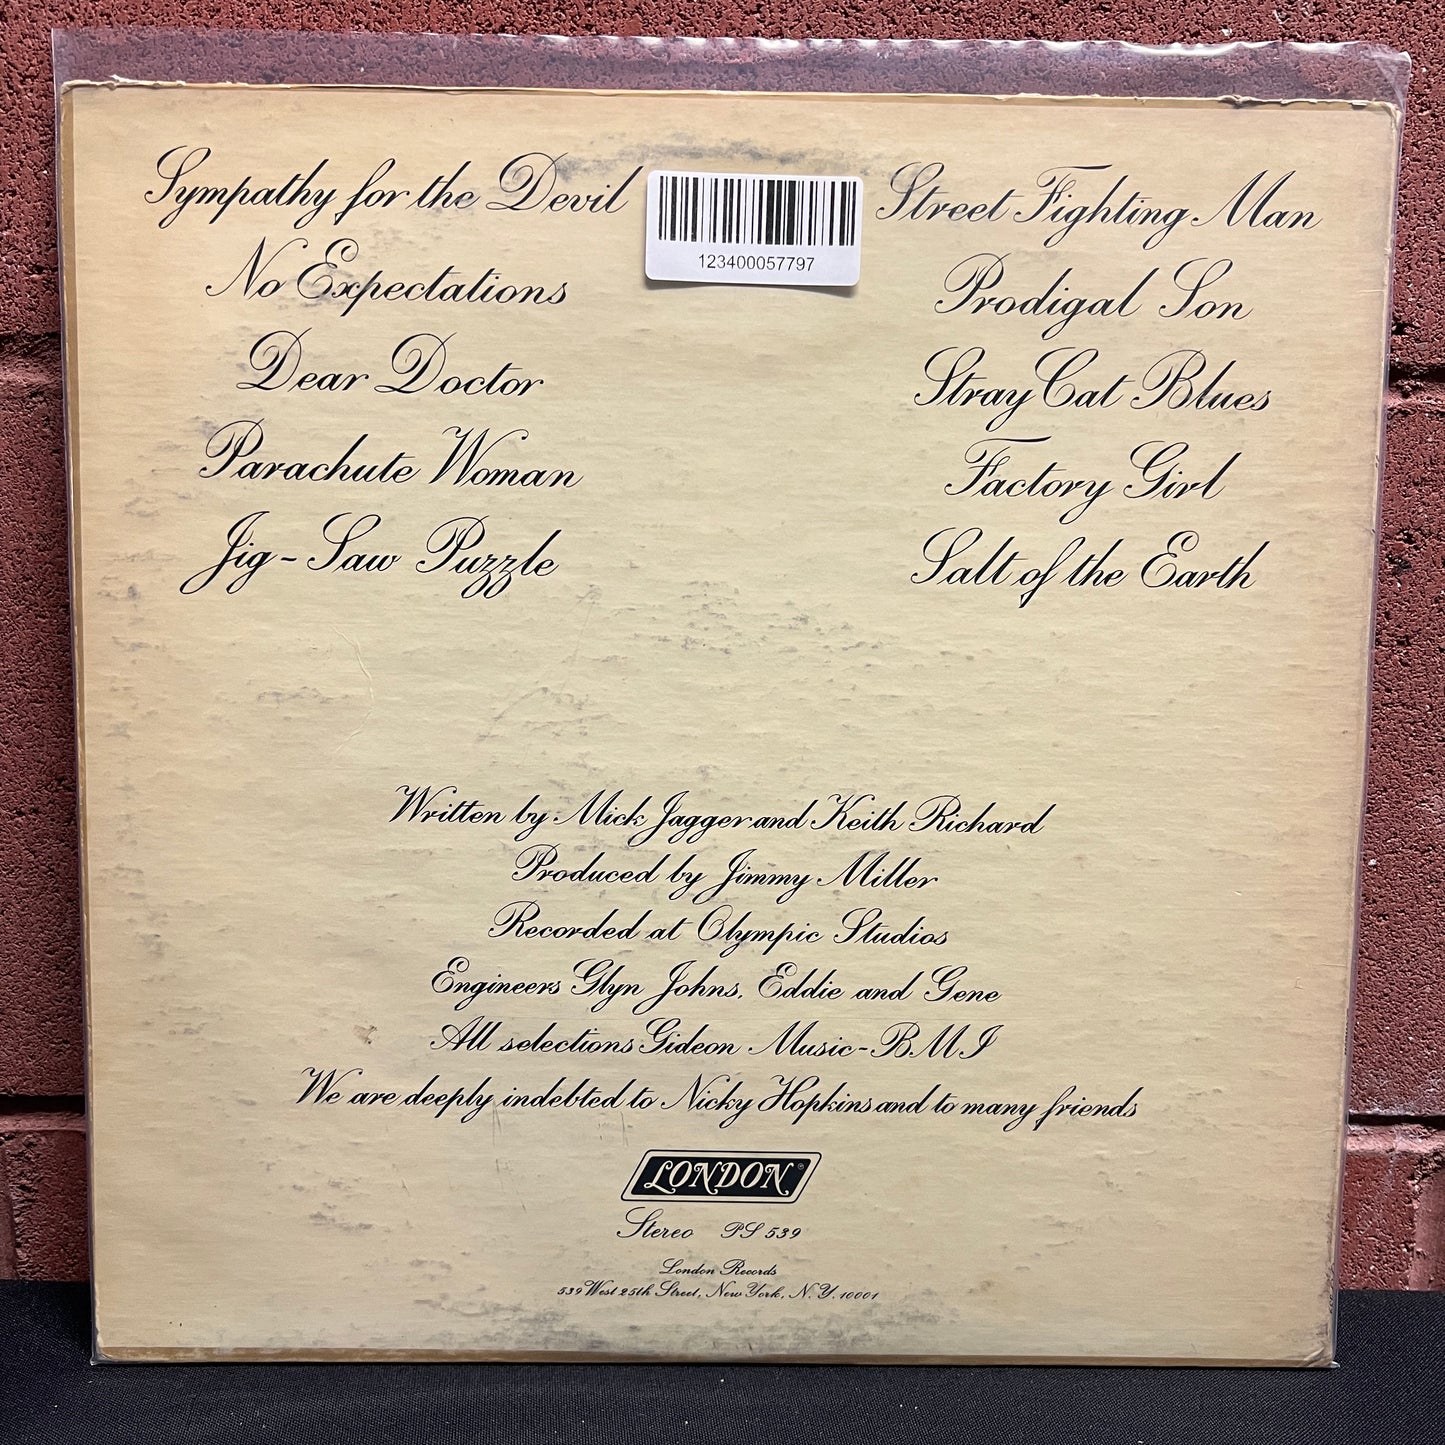 Sympathy for the Devil
No Expectations
Dear Doctor
Parachute Woman
Jig-Saw Puzzle
123400057797
Street Fighting Man
Prodigal Son
Stray Cat Blues
Factory Girl
Salt of the Earth
Written by Mick Jagger and Keith Richard
Produced by Jimmy Miller
Recorded at Olympic Studios
Engineers Glyn Johns, Eddie and Gene
All selections Gideon Music-B.M.I
We are deeply indebted to Nicky Hopkins and to many friends
LONDON®
Stereo PS 539
London Records
539 West 25th Street, New York, N.Y. 10001